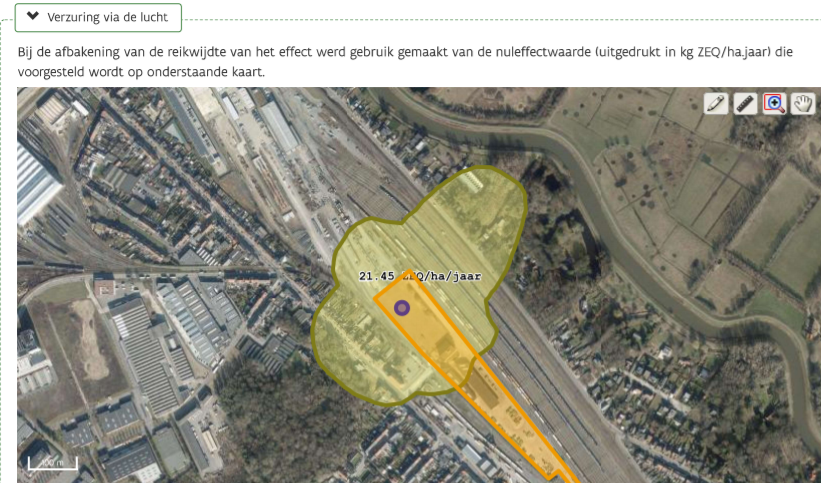 Verzuring via de lucht
Bij de afbakening van de reikwijdte van het effect werd gebruik gemaakt van de nuleffectwaarde (uitgedrukt in kg ZEQ/ha.jaar) die
voorgesteld wordt op onderstaande kaart.
21.45 ZEQ/ha/jaar
100 m